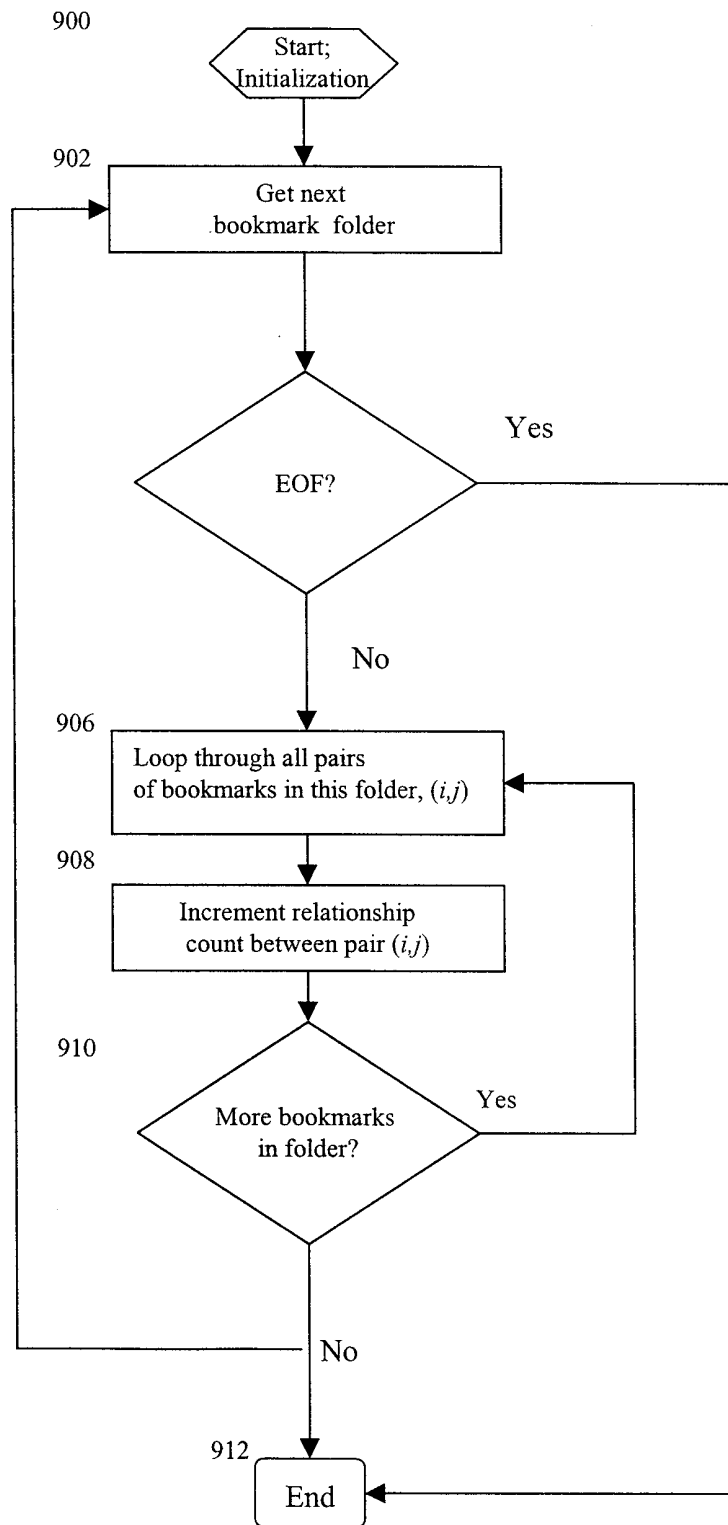 900
Start;
Initialization
902
Get next
bookmark folder
EOF?
Yes
No
906
Loop through all pairs
of bookmarks in this folder, (i,j)
908
Increment relationship
count between pair (i,j)
910
More bookmarks
in folder?
Yes
No
912
End